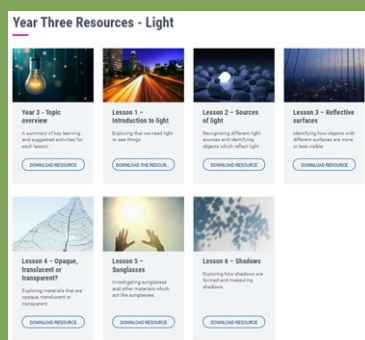 Year Three Resources - Light
Year 3 - Topic
overview
A summary of key learning
and suggested activities for
each lesson
DOWNLOAD RESOURCE
Lesson 1 –
Introduction to light
Exploring that we need light
to see things
DOWNLOAD THE RESOUR...
Lesson 2 – Sources
of light
Recognising different light
sources and identifying
objects which reflect light
DOWNLOAD RESOURCE
Lesson 3 – Reflective
surfaces
Identifying how objects with
different surfaces are more
or less visible
DOWNLOAD RESOURCE
Lesson 4 – Opaque,
translucent or
transparent?
Exploring materials that are
opaque, translucent or
transparent
DOWNLOAD RESOURCE
Lesson 5 –
Sunglasses
Investigating sunglasses
and other materials which
act like sunglasses
DOWNLOAD RESOURCE
Lesson 6 – Shadows
Exploring how shadows are
formed and measuring
shadows
DOWNLOAD RESOURCE